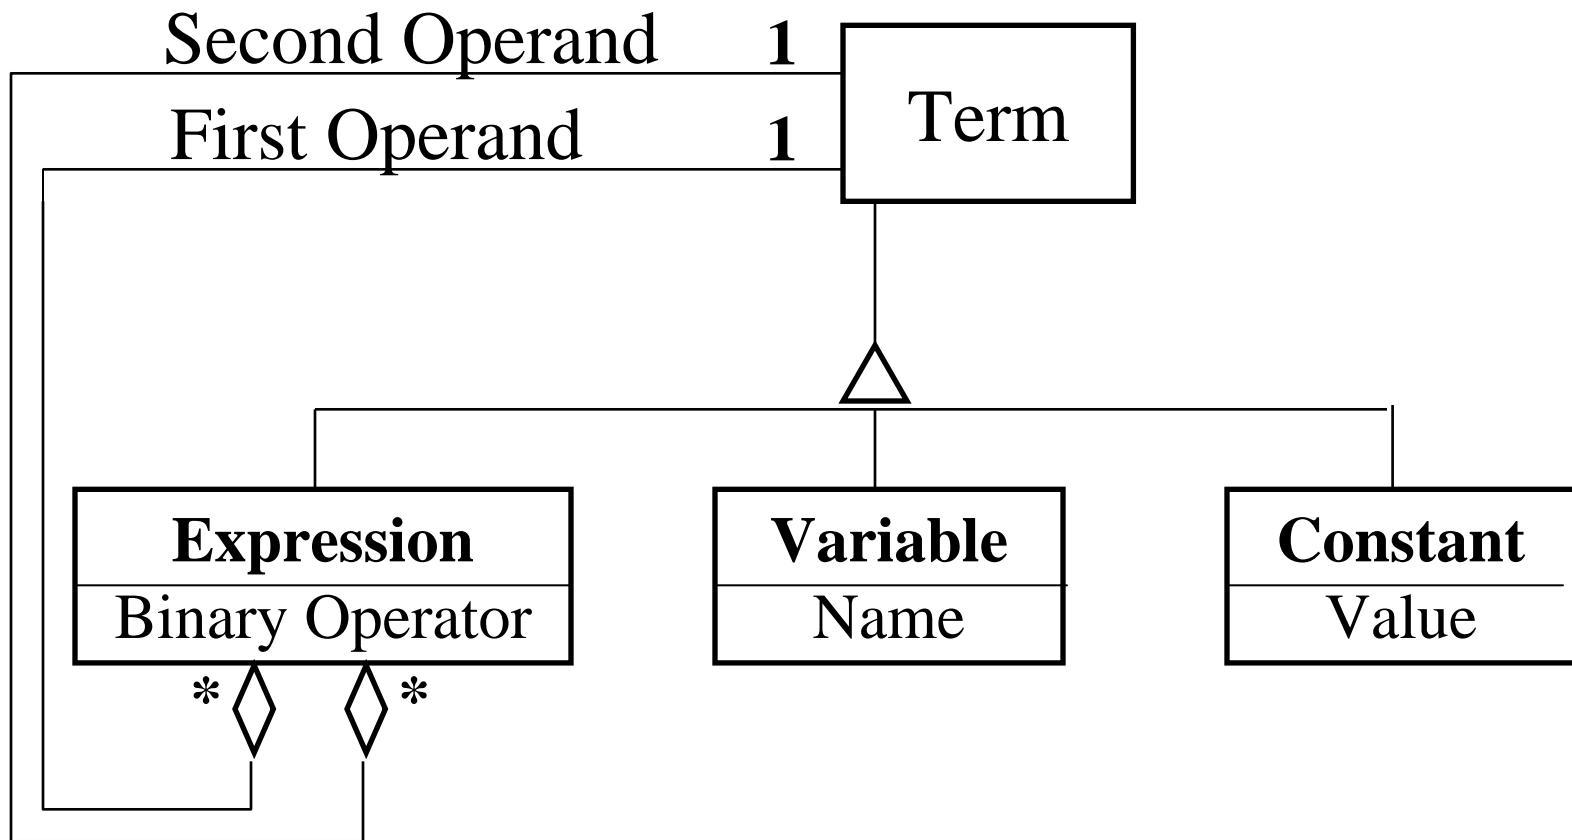 Second Operand 1
First Operand 1
Term
Expression
Binary Operator
Variable
Name
Constant
Value
* *